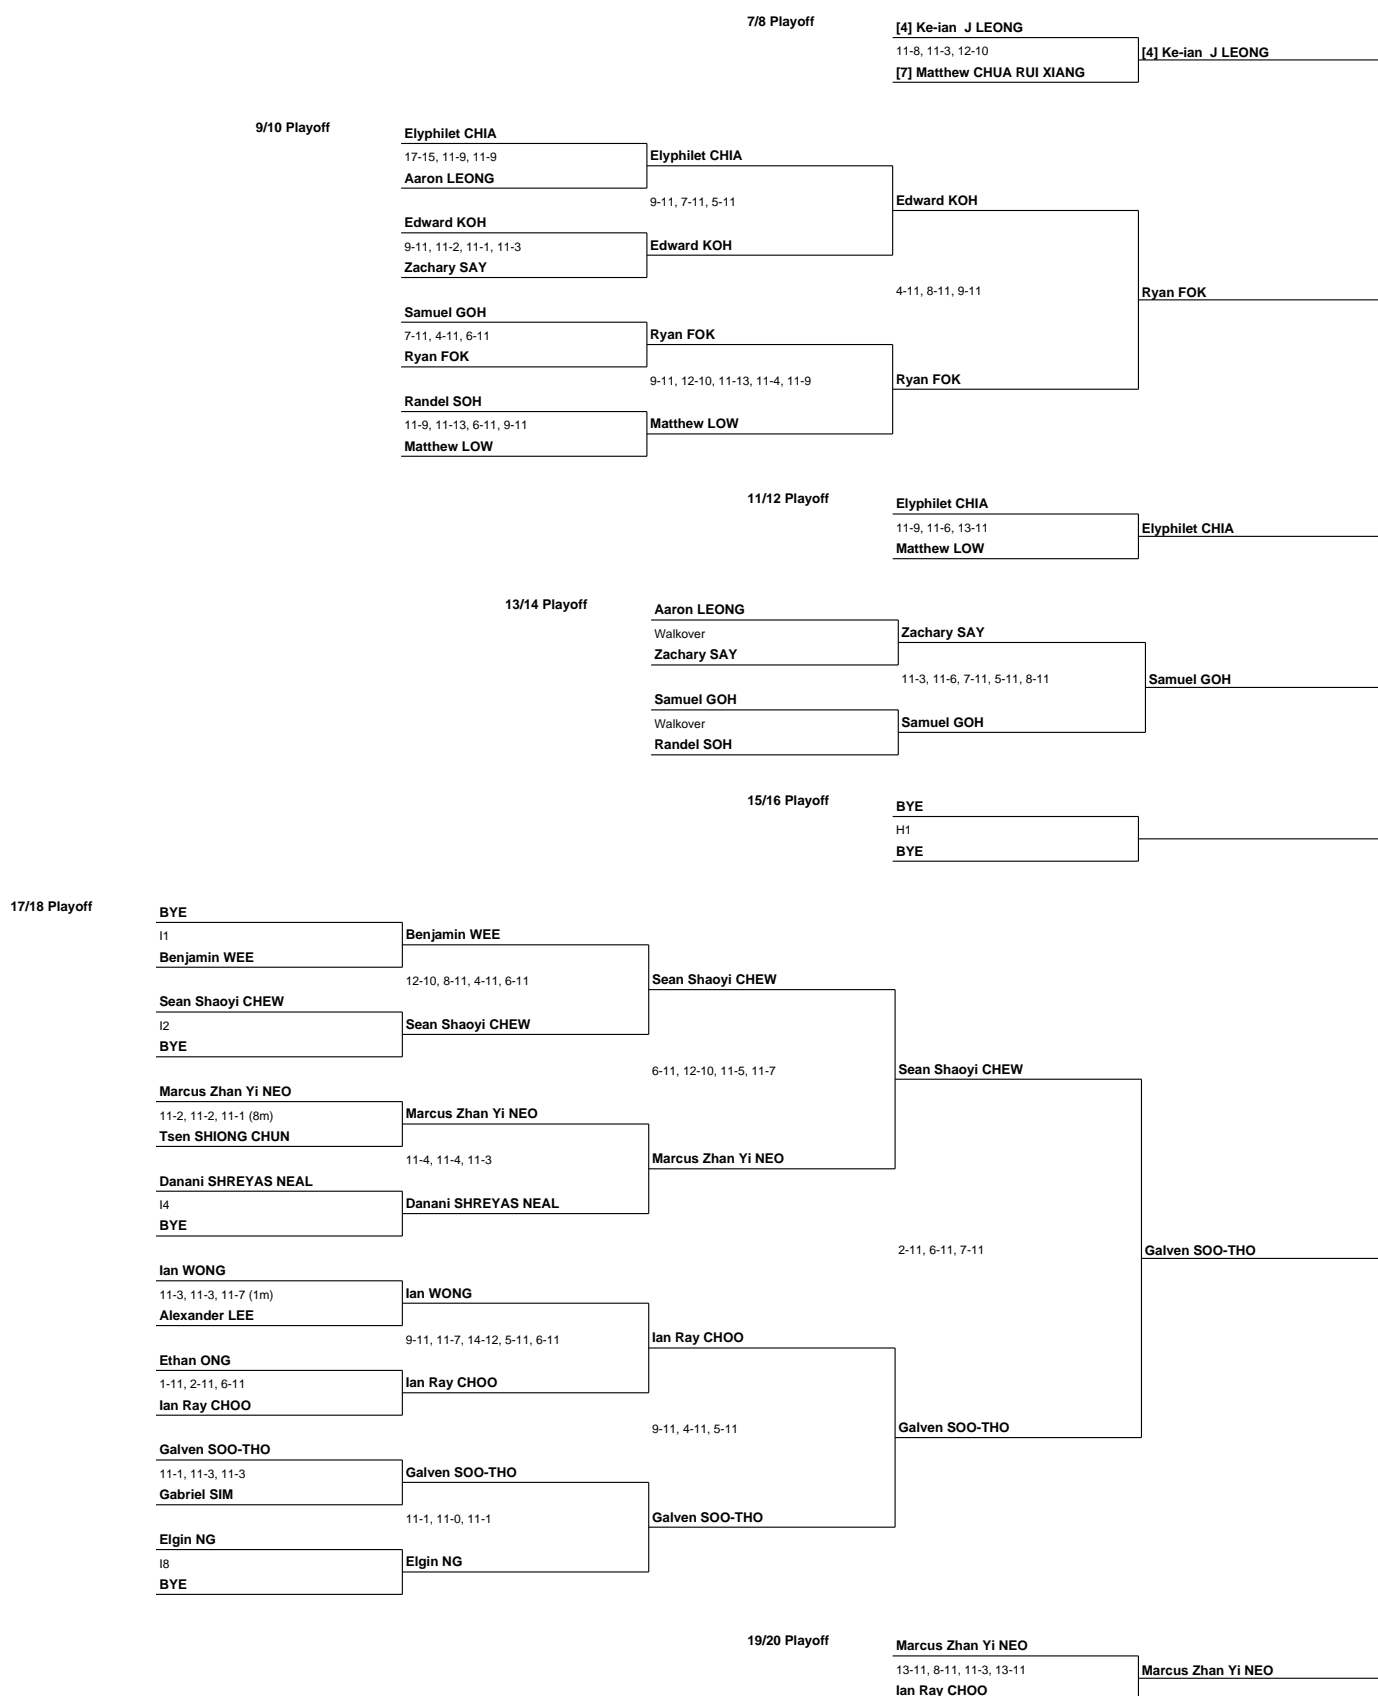 7/8 Playoff
[4] Ke-ian  J LEONG
11-8, 11-3, 12-10
[4] Ke-ian  J LEONG
[7] Matthew CHUA RUI XIANG
9/10 Playoff
Elyphilet CHIA
17-15, 11-9, 11-9
Elyphilet CHIA
Aaron LEONG
9-11, 7-11, 5-11
Edward KOH
Edward KOH
9-11, 11-2, 11-1, 11-3
Edward KOH
Zachary SAY
4-11, 8-11, 9-11
Ryan FOK
Samuel GOH
7-11, 4-11, 6-11
Ryan FOK
Ryan FOK
9-11, 12-10, 11-13, 11-4, 11-9
Ryan FOK
Randel SOH
11-9, 11-13, 6-11, 9-11
Matthew LOW
Matthew LOW
11/12 Playoff
Elyphilet CHIA
11-9, 11-6, 13-11
Elyphilet CHIA
Matthew LOW
13/14 Playoff
Aaron LEONG
Walkover
Zachary SAY
Zachary SAY
11-3, 11-6, 7-11, 5-11, 8-11
Samuel GOH
Samuel GOH
Walkover
Samuel GOH
Randel SOH
15/16 Playoff
BYE
H1
BYE
17/18 Playoff
BYE
I1
Benjamin WEE
Benjamin WEE
12-10, 8-11, 4-11, 6-11
Sean Shaoyi CHEW
Sean Shaoyi CHEW
I2
Sean Shaoyi CHEW
BYE
6-11, 12-10, 11-5, 11-7
Sean Shaoyi CHEW
Marcus Zhan Yi NEO
11-2, 11-2, 11-1 (8m)
Marcus Zhan Yi NEO
Tsen SHIONG CHUN
11-4, 11-4, 11-3
Marcus Zhan Yi NEO
Danani SHREYAS NEAL
I4
Danani SHREYAS NEAL
BYE
2-11, 6-11, 7-11
Galven SOO-THO
Ian WONG
11-3, 11-3, 11-7 (1m)
Ian WONG
Alexander LEE
9-11, 11-7, 14-12, 5-11, 6-11
Ian Ray CHOO
Ethan ONG
1-11, 2-11, 6-11
Ian Ray CHOO
Ian Ray CHOO
9-11, 4-11, 5-11
Galven SOO-THO
Galven SOO-THO
11-1, 11-3, 11-3
Galven SOO-THO
Gabriel SIM
11-1, 11-0, 11-1
Galven SOO-THO
Elgin NG
I8
Elgin NG
BYE
19/20 Playoff
Marcus Zhan Yi NEO
13-11, 8-11, 11-3, 13-11
Marcus Zhan Yi NEO
Ian Ray CHOO